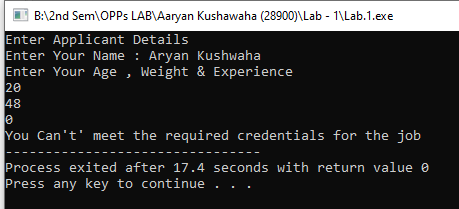 B:\2nd Sem\OPPs LAB\Aaryan Kushawaha (28900)\Lab - 1\Lab.1.exe
Enter Applicant Details
Enter Your Name : Aryan Kushwaha
Enter Your Age , Weight & Experience
20
48
0
You Can't' meet the required credentials for the job
--------------------------------
Process exited after 17.4 seconds with return value 0
Press any key to continue . . .